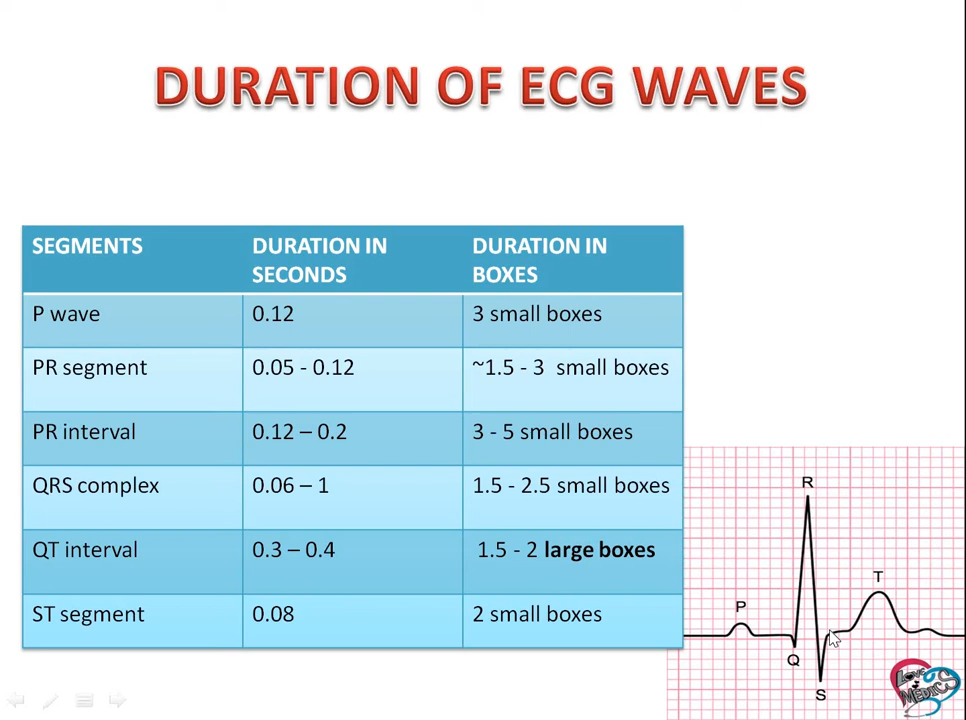 DURATION OF ECG WAVES
SEGMENTS
DURATION IN
SECONDS
DURATION IN
BOXES
P wave
0.12
3 small boxes
PR segment
0.05 - 0.12
~1.5 - 3 small boxes
PR interval
0.12 – 0.2
3 - 5 small boxes
QRS complex
0.06 – 1
1.5 - 2.5 small boxes
QT interval
0.3 – 0.4
1.5 - 2 large boxes
ST segment
0.08
2 small boxes
R
T
P
Q
S
LOVE
MEDICS